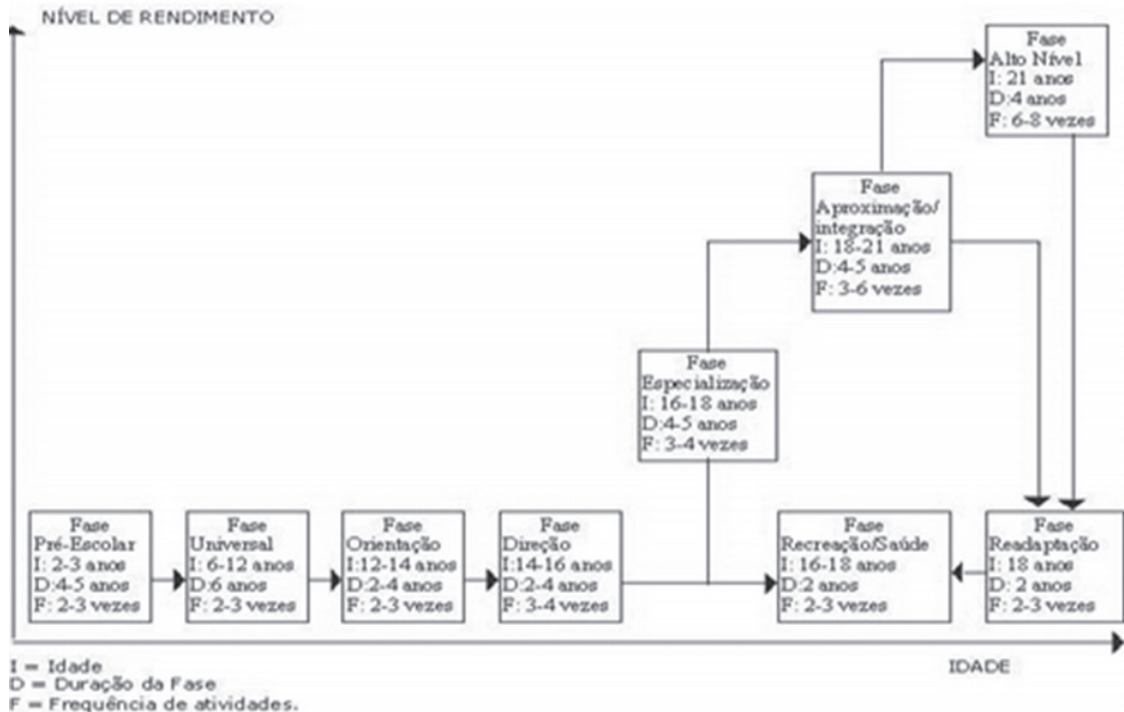 NÍVEL DE RENDIMENTO
Fase
Alto Nível
I: 21 anos
D:4 anos
F: 6-8 vezes
Fase
Aproximação/
integração
I: 18-21 anos
D:4-5 anos
F: 3-6 vezes
Fase
Especialização
I: 16-18 anos
D:4-5 anos
F: 3-4 vezes
Fase
Pré-Escolar
I: 2-3 anos
D:4-5 anos
F: 2-3 vezes
Fase
Universal
I: 6-12 anos
D:6 anos
F: 2-3 vezes
Fase
Orientação
I:12-14 anos
D:2-4 anos
F: 2-3 vezes
Fase
Direção
I:14-16 anos
D:2-4 anos
F: 3-4 vezes
Fase
Recreação/Saúde
I: 16-18 anos
D:2 anos
F: 2-3 vezes
Fase
Readaptação
I: 18 anos
D: 2 anos
F: 2-3 vezes
IDADE
I = Idade
D = Duração da Fase
F = Frequência de atividades.